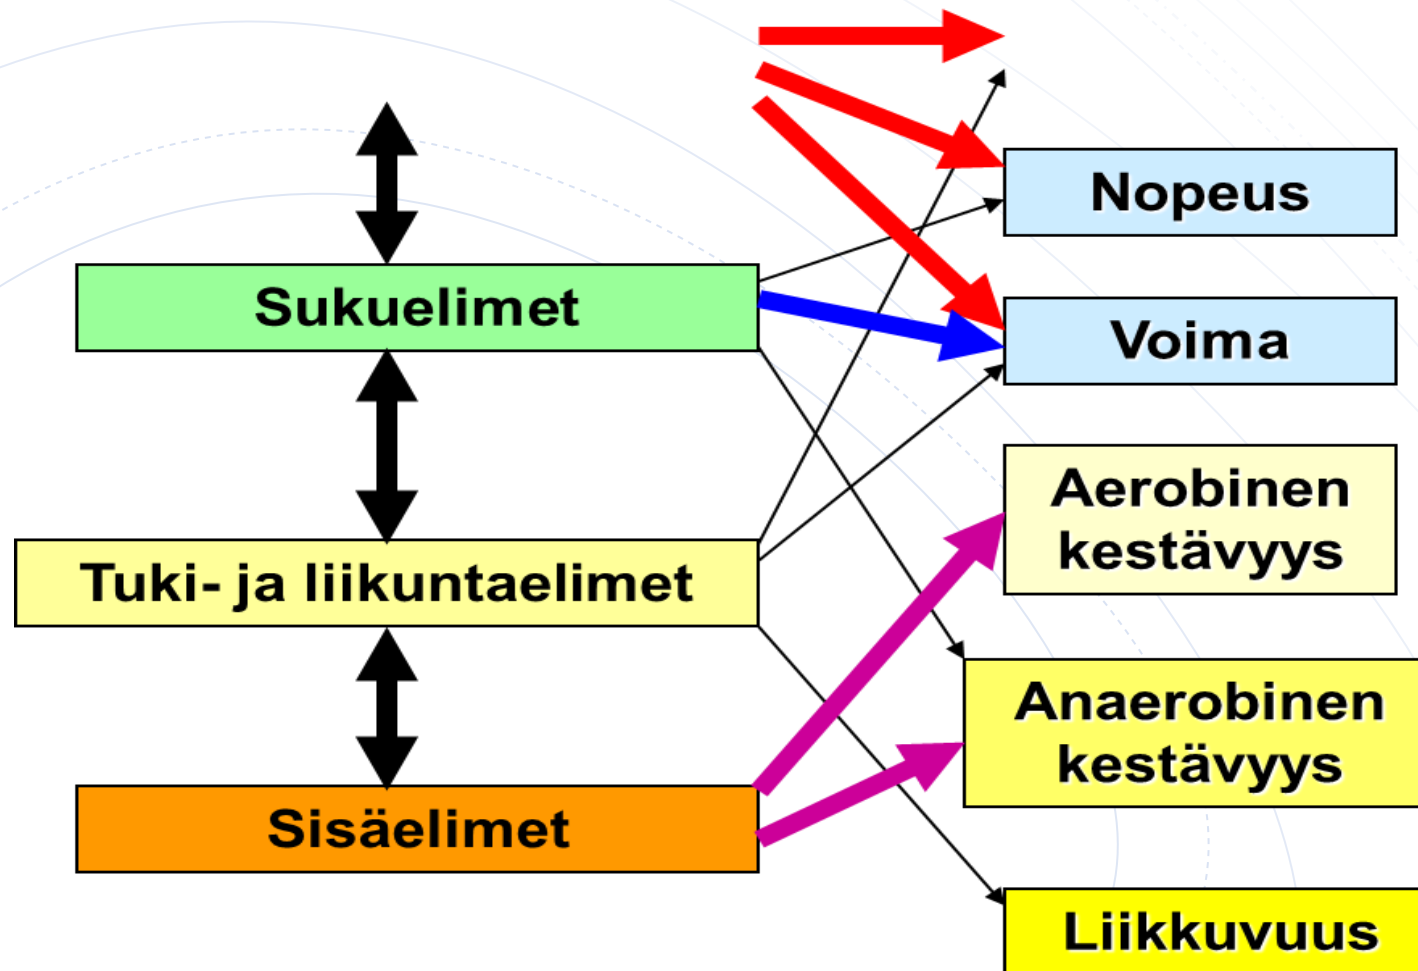 Nopeus
Sukuelimet
Voima
Aerobinen
kestävyys
Tuki- ja liikuntaelimet
Anaerobinen
kestävyys
Sisäelimet
Liikkuvuus